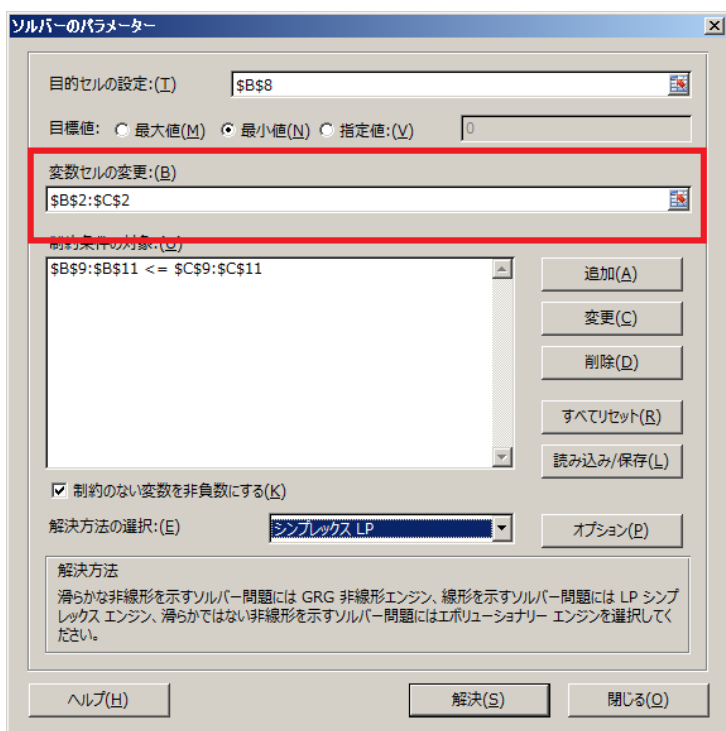 ソルバーのパラメーター
目的セルの設定:(T) $B$8
目標値: 最大値(M) 最小値(N) 指定値:(V) 0
変数セルの変更:(B)
$B$2:$C$2
制約条件の対象:(U)
$B$9:$B$11 <= $C$9:$C$11
追加(A)
変更(C)
削除(D)
すべてリセット(R)
読み込み/保存(L)
制約のない変数を非負数にする(K)
解決方法の選択:(E) シンプレックス LP オプション(P)
解決方法
滑らかな非線形を示すソルバー問題には GRG 非線形エンジン、線形を示すソルバー問題には LP シンプ
レックス エンジン、滑らかではない非線形を示すソルバー問題にはエボリューショナリー エンジンを選択してく
ださい。
ヘルプ(H) 解決(S) 閉じる(O)